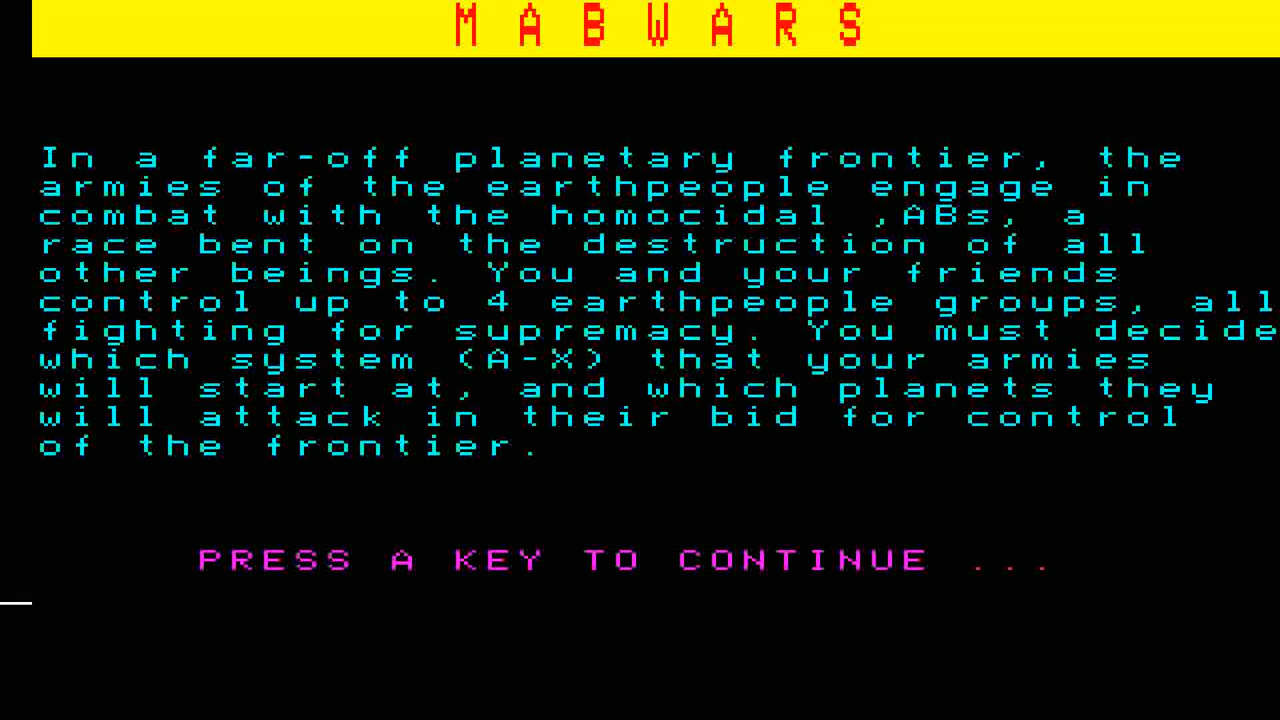 M A B W A R S
In a far-off planetary frontier, the
armies of the earthpeople engage in
combat with the homocidal ,ABs, a
race bent on the destruction of all
other beings. You and your friends
control up to 4 earthpeople groups, all
fighting for supremacy. You must decide
which system (A-X) that your armies
will start at, and which planets they
will attack in their bid for control
of the frontier.
PRESS A KEY TO CONTINUE ...